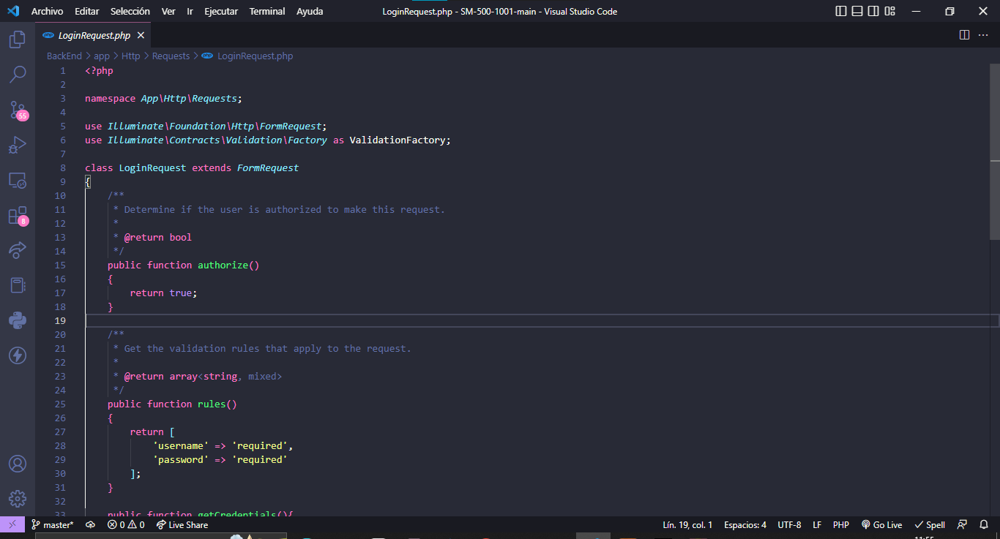 Archivo Editar Selección Ver Ir Ejecutar Terminal Ayuda LoginRequest.php - SM-500-1001-main - Visual Studio Code
php LoginRequest.php
BackEnd > app > Http > Requests > php LoginRequest.php
1 <?php
2
3 namespace App\Http\Requests;
4
5 use Illuminate\Foundation\Http\FormRequest;
6 use Illuminate\Contracts\Validation\Factory as ValidationFactory;
7
8 class LoginRequest extends FormRequest
9 {
10 /**
11 * Determine if the user is authorized to make this request.
12 *
13 * @return bool
14 */
15 public function authorize()
16 {
17 return true;
18 }
19
20 /**
21 * Get the validation rules that apply to the request.
22 *
23 * @return array<string, mixed>
24 */
25 public function rules()
26 {
27 return [
28 'username' => 'required',
29 'password' => 'required'
30 ];
31 }
32
33 public function getCredentials(){
55
8
master* 0 0 Live Share Lín. 19, col. 1 Espacios: 4 UTF-8 LF PHP Go Live Spell
11:55